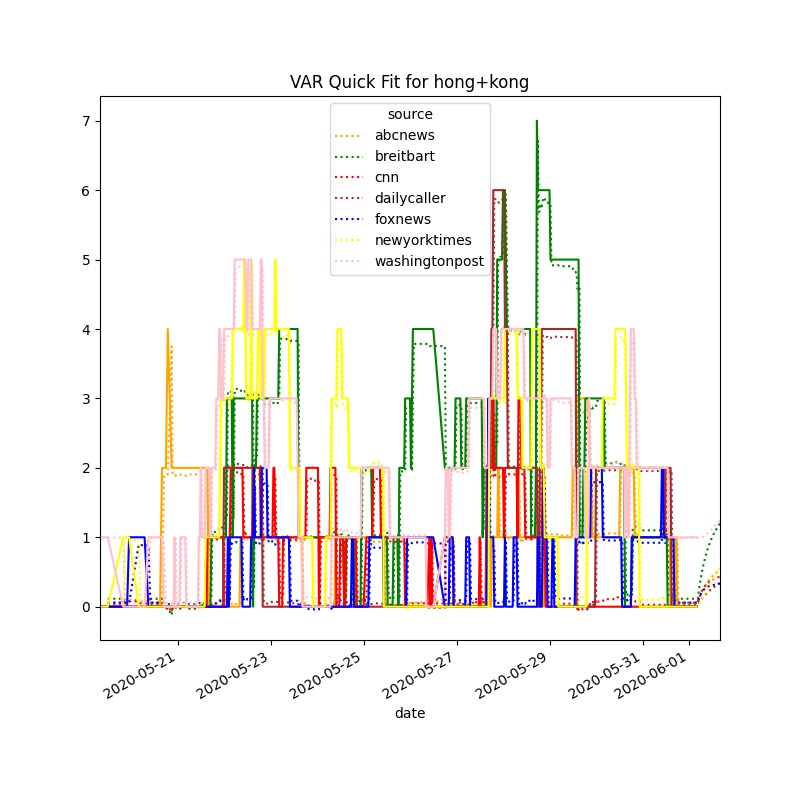 VAR Quick Fit for hong+kong
source
abcnews
breitbart
cnn
dailycaller
foxnews
newyorktimes
washingtonpost
7
6
5
4
3
2
1
0
2020-05-21
2020-05-23
2020-05-25
2020-05-27
2020-05-29
2020-05-31
2020-06-01
date